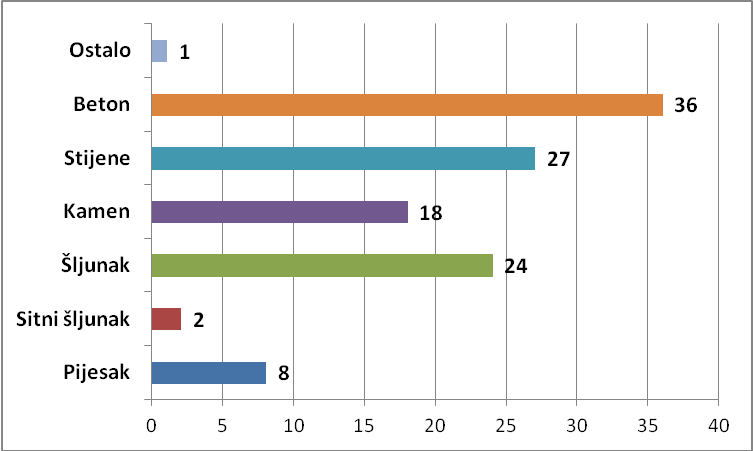 Ostalo 1
Beton 36
Stijene 27
Kamen 18
Šljunak 24
Sitni šljunak 2
Pijesak 8
0 5 10 15 20 25 30 35 40